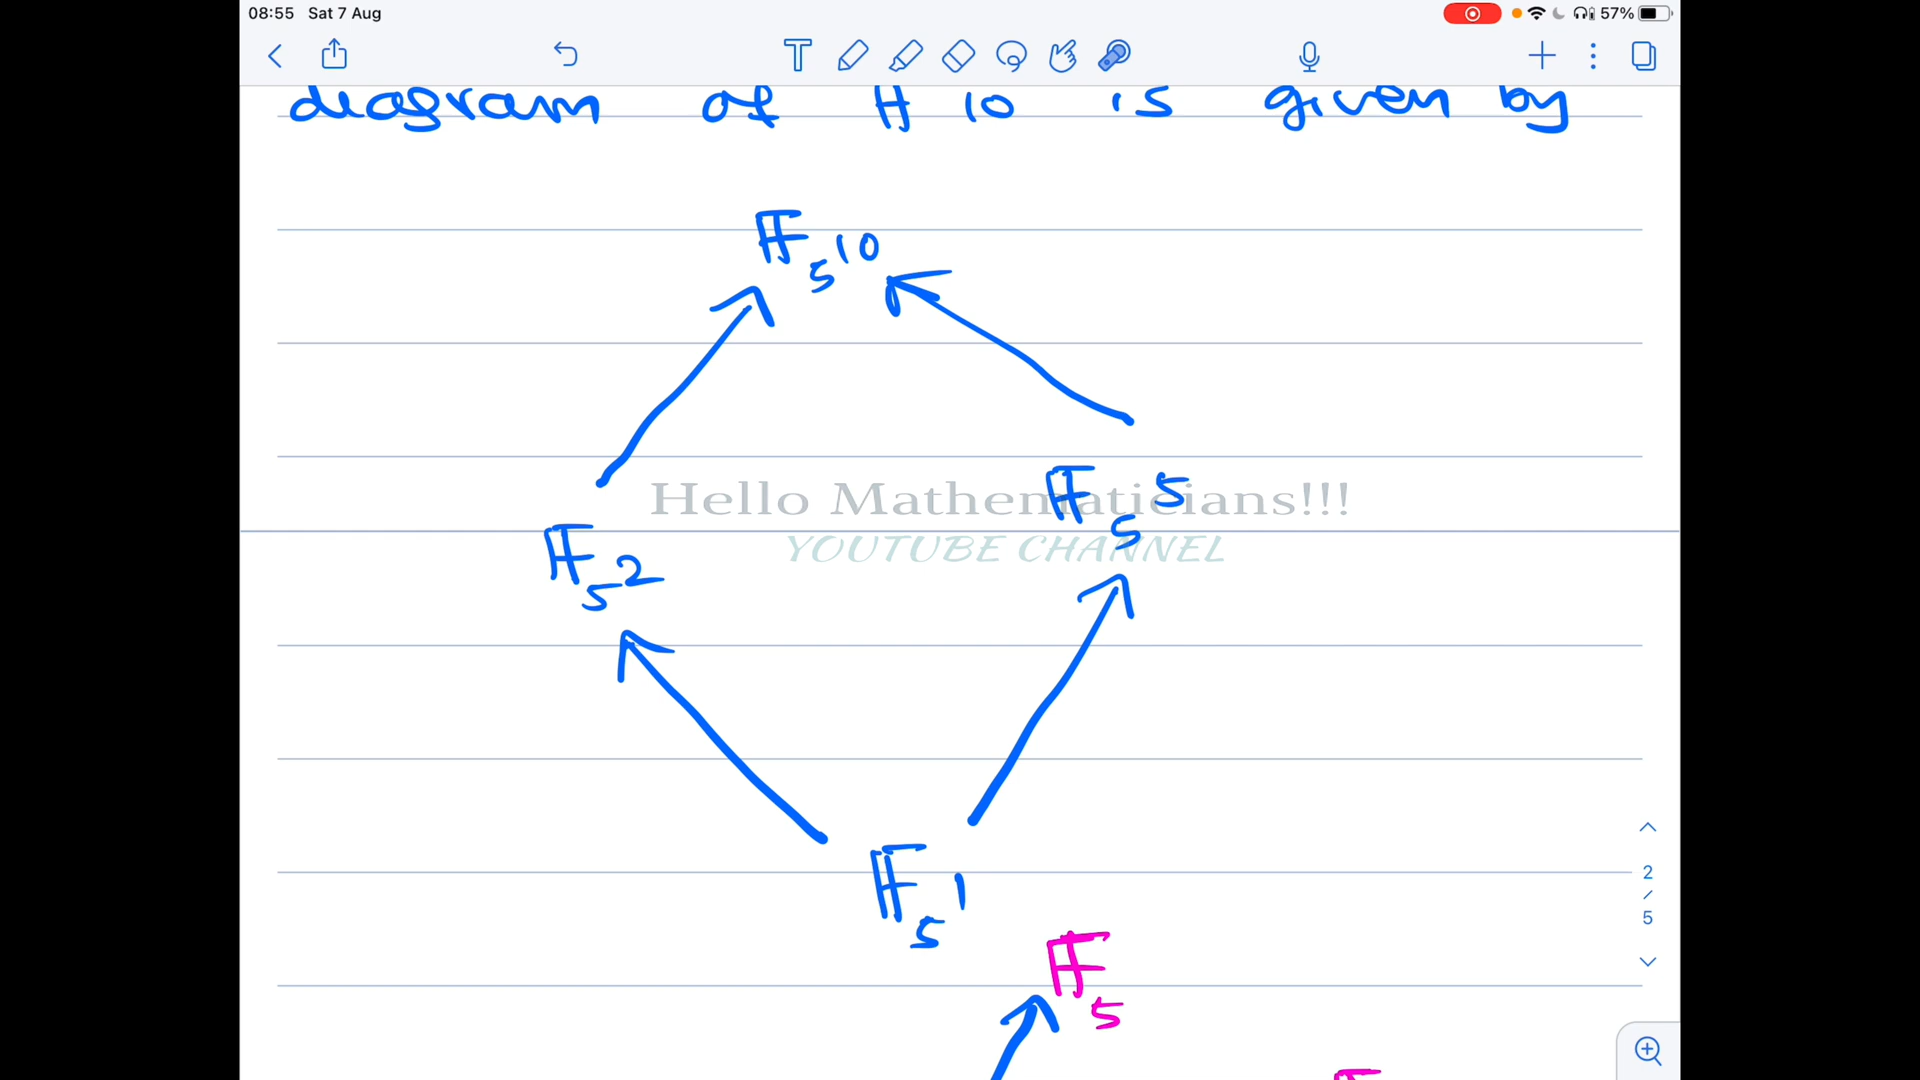 08:55 Sat 7 Aug 57%
diagram of # 10 is given by
𝔽5^10
Hello Mathematicians!!!
YOUTUBE CHANNEL
𝔽5^5
𝔽5^2
𝔽5^1
𝔽5
2
/
5